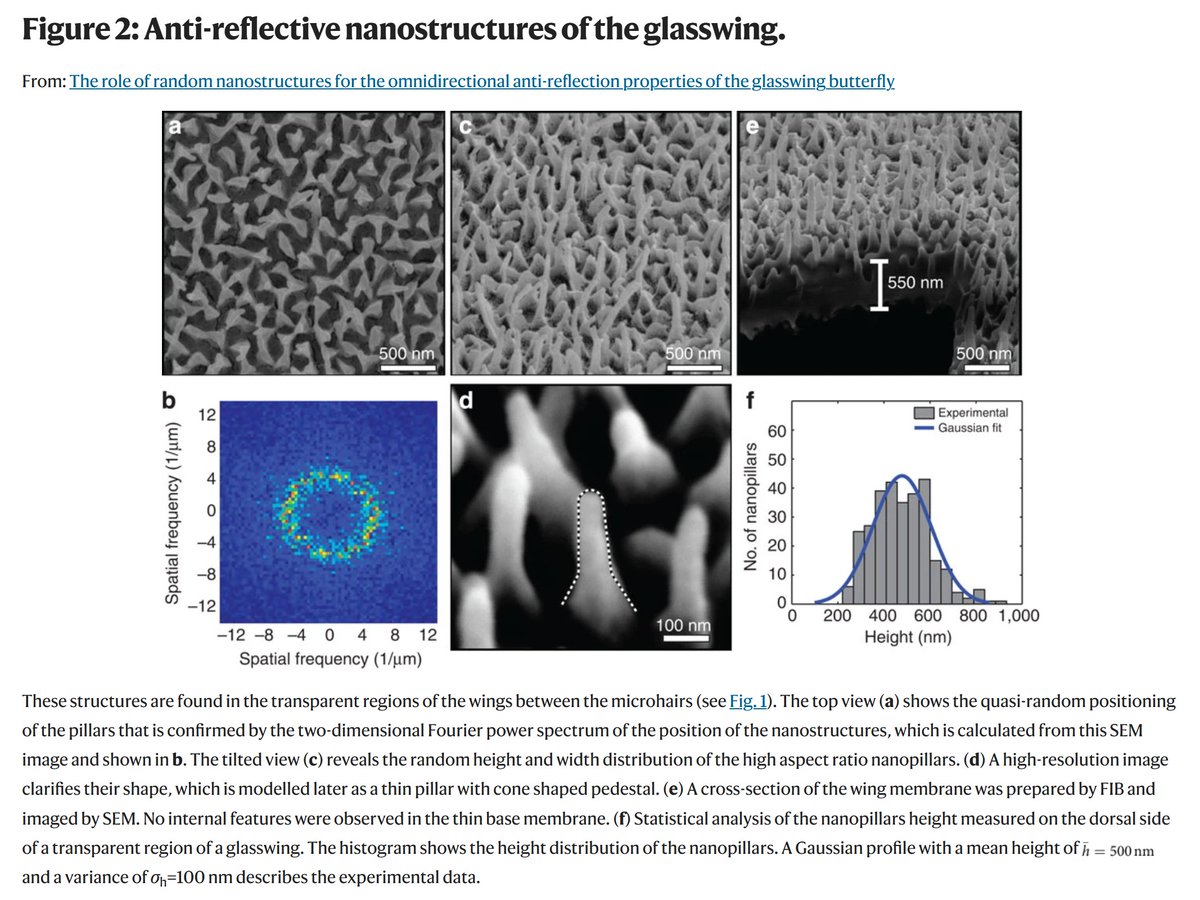 Figure 2: Anti-reflective nanostructures of the glasswing.
From: The role of random nanostructures for the omnidirectional anti-reflection properties of the glasswing butterfly
a
500 nm
c
500 nm
e
550 nm
500 nm
b
Spatial frequency (1/μm)
12
8
4
0
−4
−8
−12
−12 −8 −4 0 4 8 12
Spatial frequency (1/μm)
d
100 nm
f
Experimental
Gaussian fit
No. of nanopillars
60
50
40
30
20
10
0
0 200 400 600 800 1,000
Height (nm)
These structures are found in the transparent regions of the wings between the microhairs (see Fig. 1). The top view (a) shows the quasi-random positioning
of the pillars that is confirmed by the two-dimensional Fourier power spectrum of the position of the nanostructures, which is calculated from this SEM
image and shown in b. The tilted view (c) reveals the random height and width distribution of the high aspect ratio nanopillars. (d) A high-resolution image
clarifies their shape, which is modelled later as a thin pillar with cone shaped pedestal. (e) A cross-section of the wing membrane was prepared by FIB and
imaged by SEM. No internal features were observed in the thin base membrane. (f) Statistical analysis of the nanopillars height measured on the dorsal side
of a transparent region of a glasswing. The histogram shows the height distribution of the nanopillars. A Gaussian profile with a mean height of h̄ = 500 nm
and a variance of σh=100 nm describes the experimental data.